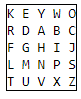 K E Y W O
R D A B C
F G H I J
L M N P S
T U V X Z